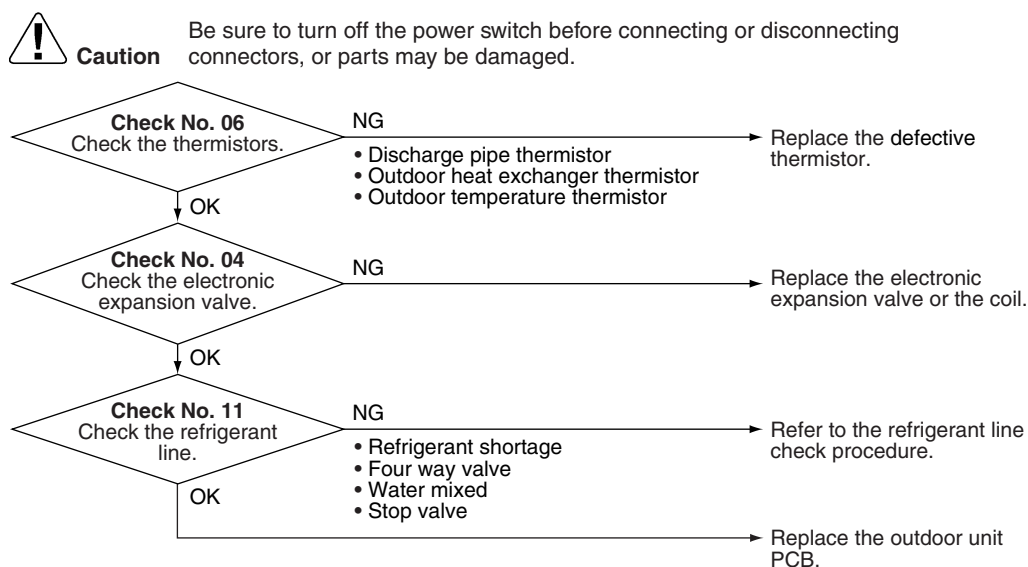 Be sure to turn off the power switch before connecting or disconnecting
Caution connectors, or parts may be damaged.
Check No. 06
Check the thermistors.
NG
• Discharge pipe thermistor
• Outdoor heat exchanger thermistor
• Outdoor temperature thermistor
Replace the defective
thermistor.
OK
Check No. 04
Check the electronic
expansion valve.
NG
Replace the electronic
expansion valve or the coil.
OK
Check No. 11
Check the refrigerant
line.
NG
• Refrigerant shortage
• Four way valve
• Water mixed
• Stop valve
Refer to the refrigerant line
check procedure.
OK
Replace the outdoor unit
PCB.